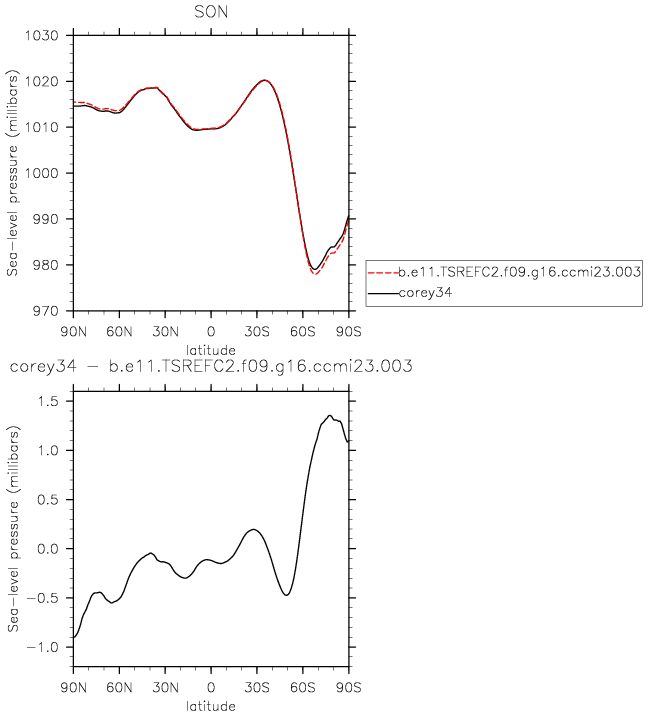 SON
1030
1020
1010
1000
990
980
970
Sea-level pressure (millibars)
90N 60N 30N 0 30S 60S 90S
latitude
b.e11.TSREFC2.f09.g16.ccmi23.003
corey34
corey34 - b.e11.TSREFC2.f09.g16.ccmi23.003
1.5
1.0
0.5
0.0
-0.5
-1.0
Sea-level pressure (millibars)
90N 60N 30N 0 30S 60S 90S
latitude